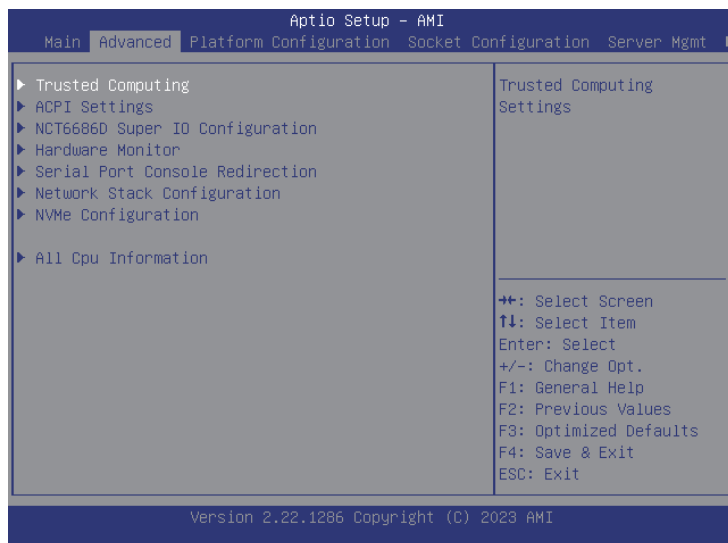 Aptio Setup – AMI
Main Advanced Platform Configuration Socket Configuration Server Mgmt
▶ Trusted Computing
▶ ACPI Settings
▶ NCT6686D Super IO Configuration
▶ Hardware Monitor
▶ Serial Port Console Redirection
▶ Network Stack Configuration
▶ NVMe Configuration
▶ All Cpu Information
Trusted Computing
Settings
→←: Select Screen
↑↓: Select Item
Enter: Select
+/-: Change Opt.
F1: General Help
F2: Previous Values
F3: Optimized Defaults
F4: Save & Exit
ESC: Exit
Version 2.22.1286 Copyright (C) 2023 AMI